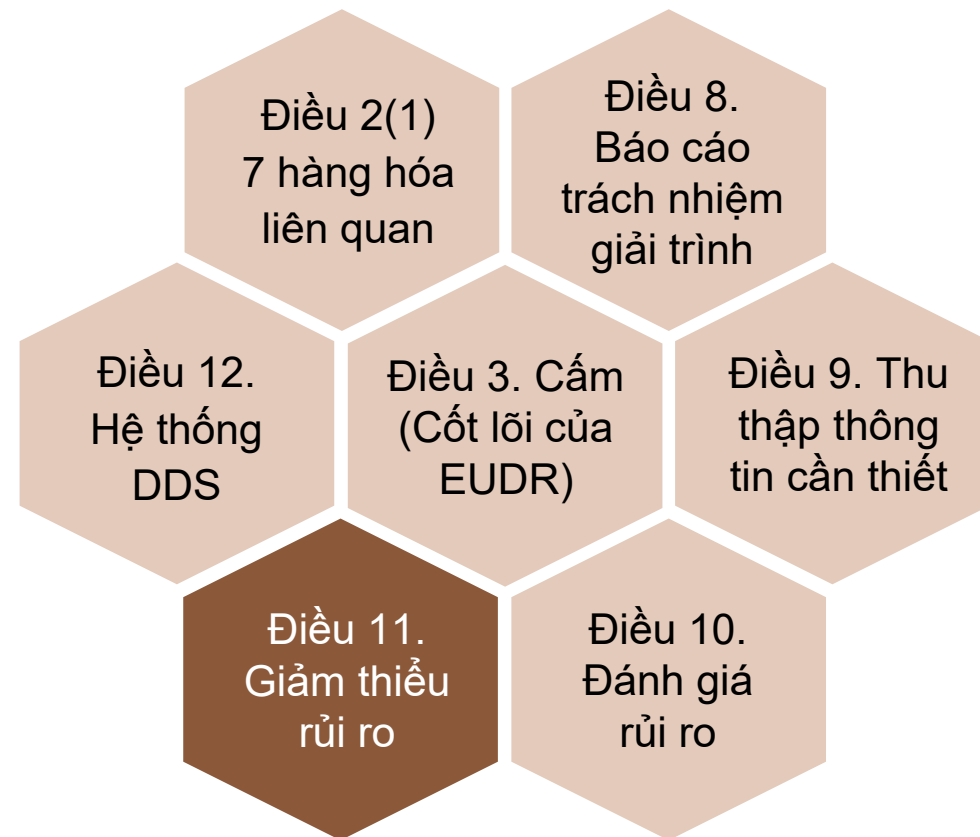 Điều 2(1)
7 hàng hóa
liên quan
Điều 8.
Báo cáo
trách nhiệm
giải trình
Điều 12.
Hệ thống
DDS
Điều 3. Cấm
(Cốt lõi của
EUDR)
Điều 9. Thu
thập thông
tin cần thiết
Điều 11.
Giảm thiểu
rủi ro
Điều 10.
Đánh giá
rủi ro